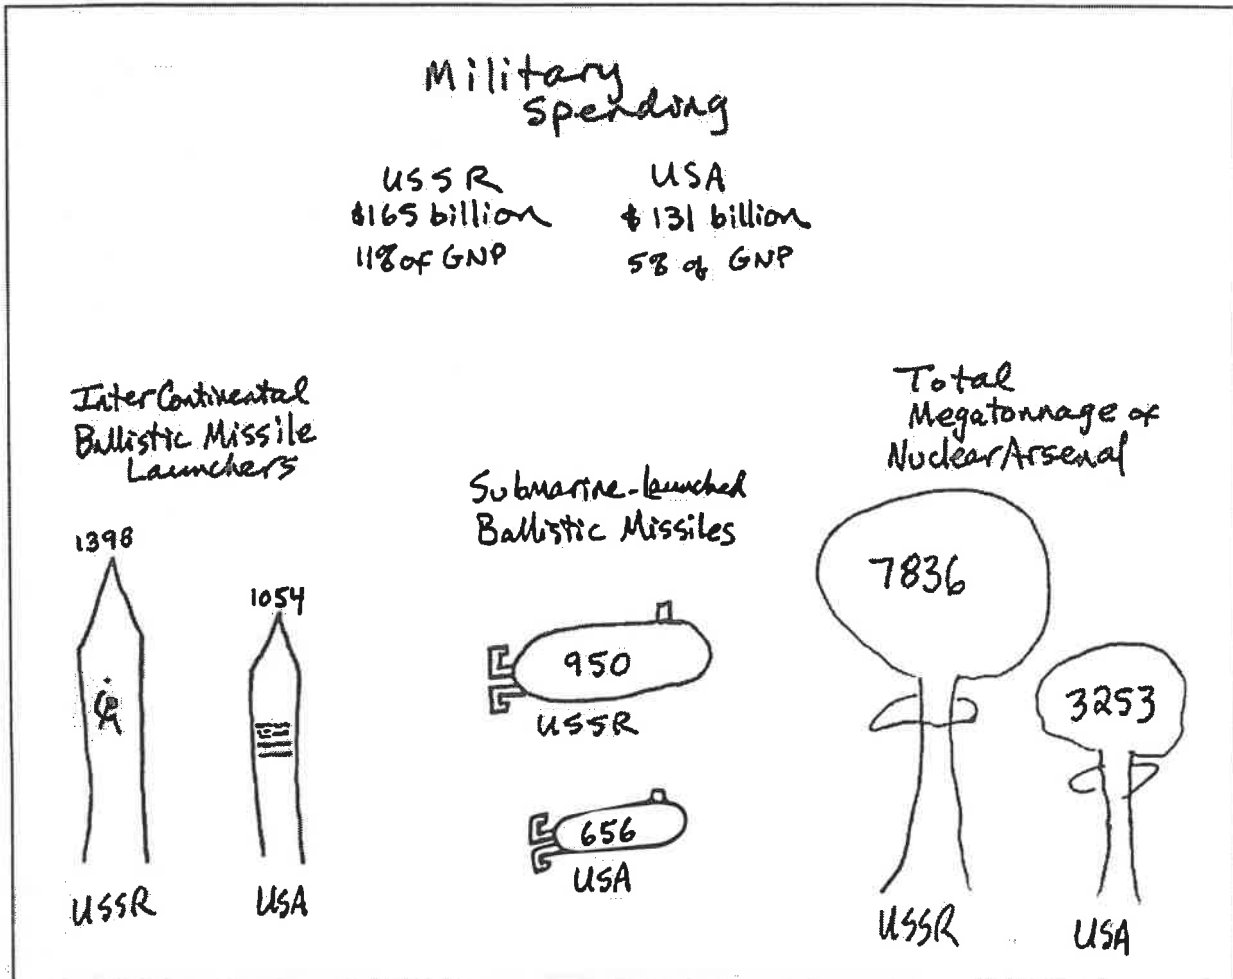 Military
Spending
USSR
$165 billion
11% of GNP
USA
$131 billion
5% of GNP
InterContinental
Ballistic Missile
Launchers
1398
USSR
1054
USA
Submarine-Launched
Ballistic Missiles
950
USSR
656
USA
Total
Megatonnage of
Nuclear Arsenal
7836
USSR
3253
USA